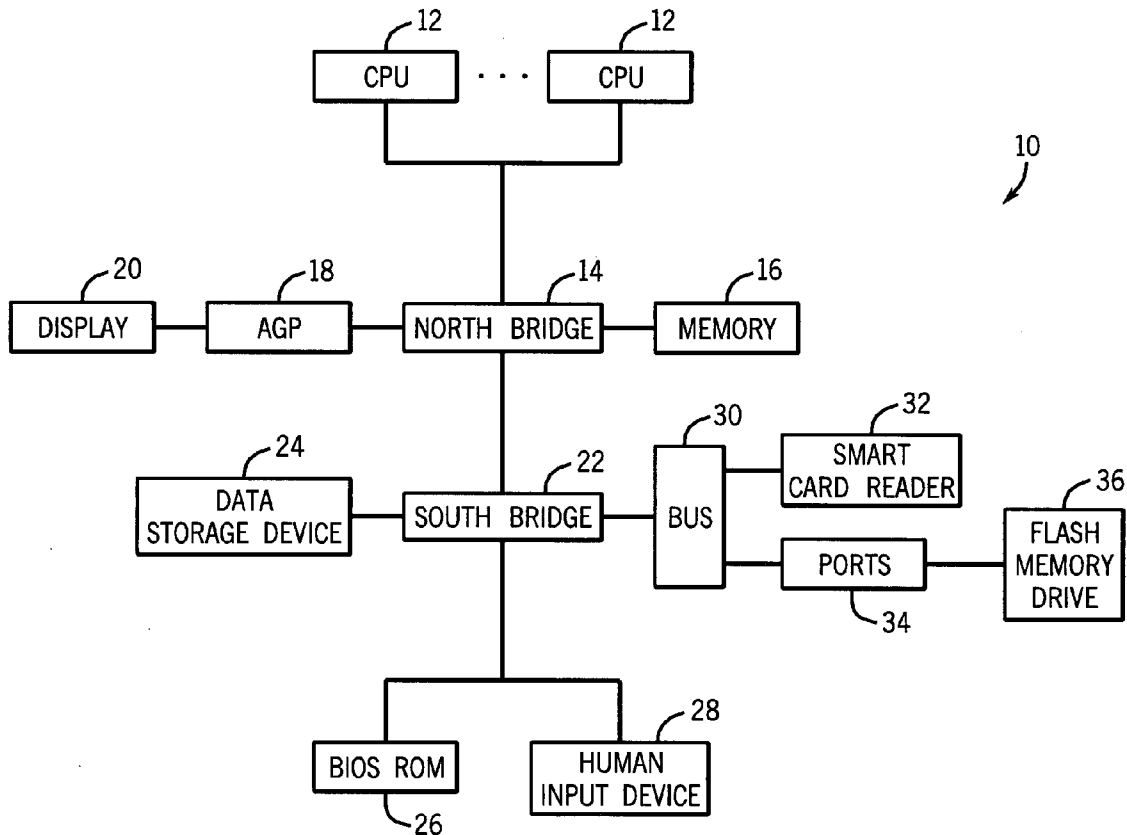 12
12
CPU
. . .
CPU
10
20
18
14
16
DISPLAY
AGP
NORTH BRIDGE
MEMORY
30
32
24
22
SMART
CARD READER
36
DATA
STORAGE DEVICE
SOUTH BRIDGE
BUS
FLASH
MEMORY
DRIVE
PORTS
34
28
BIOS ROM
HUMAN
INPUT DEVICE
26